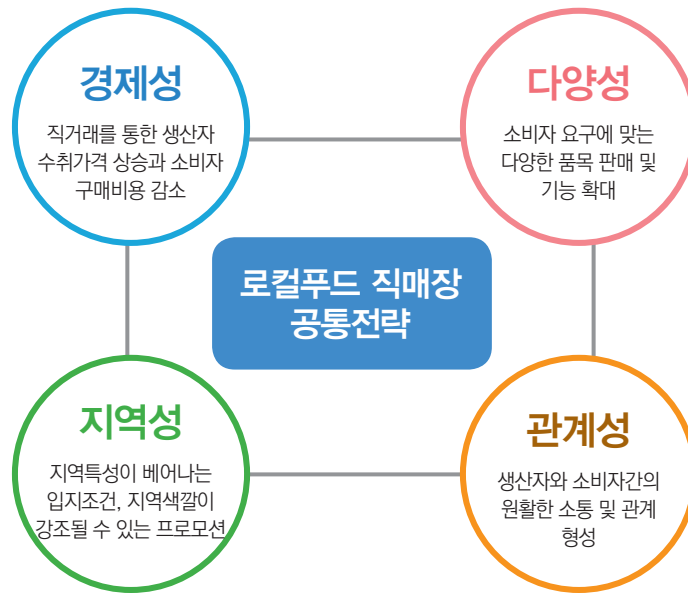 경제성
직거래를 통한 생산자
수취가격 상승과 소비자
구매비용 감소
다양성
소비자 요구에 맞는
다양한 품목 판매 및
기능 확대
로컬푸드 직매장
공통전략
지역성
지역특성이 베어나는
입지조건, 지역색깔이
강조될 수 있는 프로모션
관계성
생산자와 소비자간의
원활한 소통 및 관계
형성